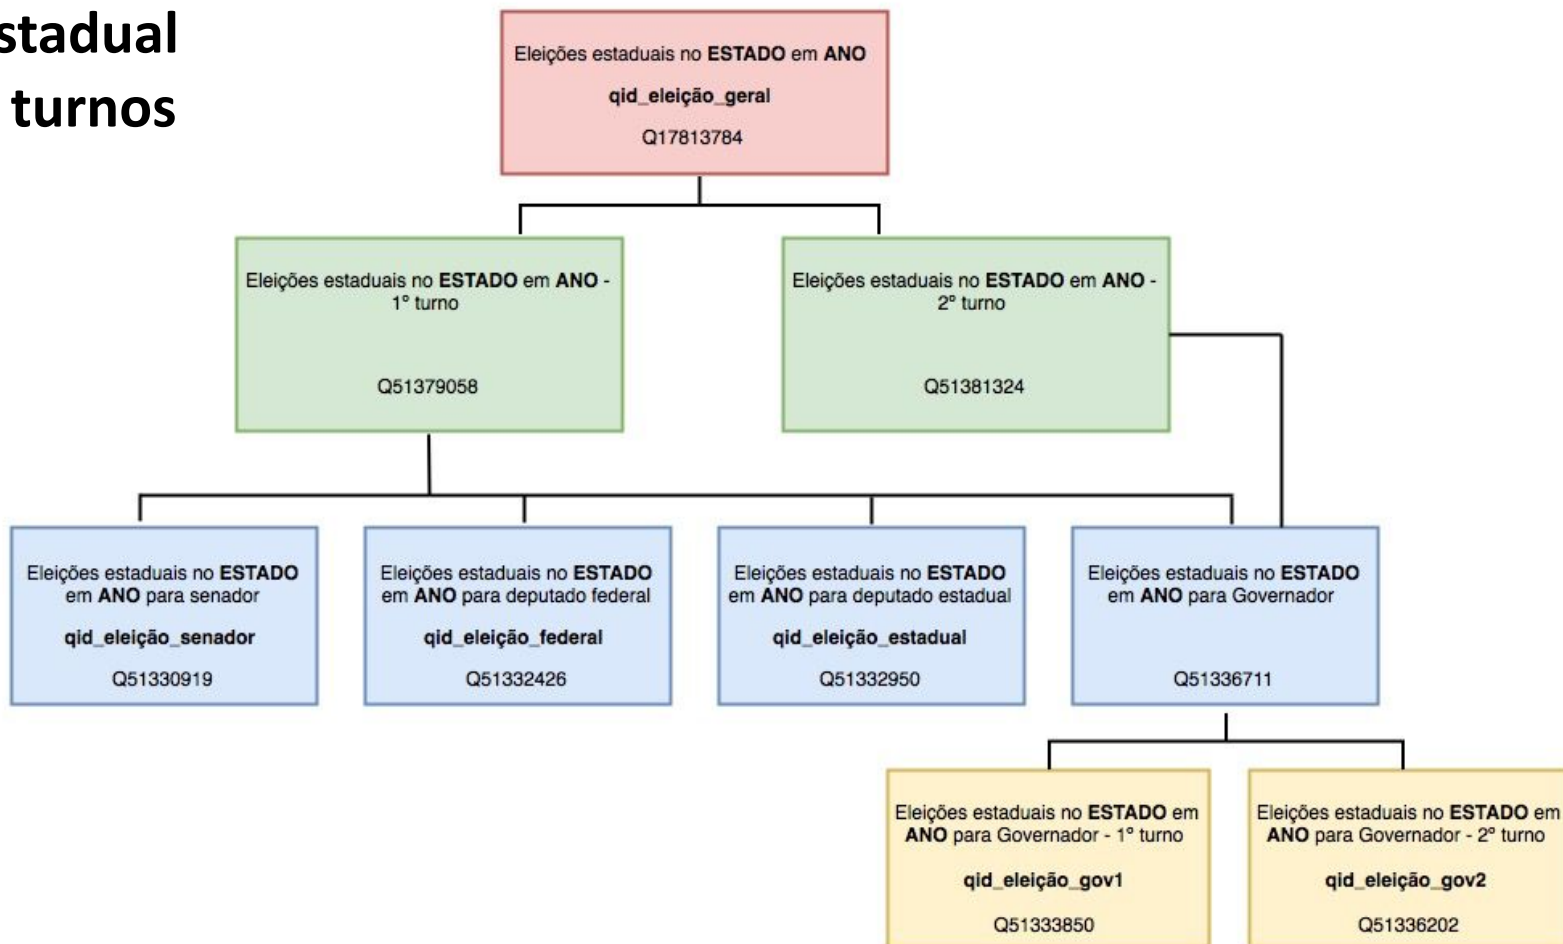 stadual
turnos
Eleições estaduais no ESTADO em ANO
qid_eleição_geral
Q17813784
Eleições estaduais no ESTADO em ANO -
1º turno
Q51379058
Eleições estaduais no ESTADO em ANO -
2º turno
Q51381324
Eleições estaduais no ESTADO
em ANO para senador
qid_eleição_senador
Q51330919
Eleições estaduais no ESTADO
em ANO para deputado federal
qid_eleição_federal
Q51332426
Eleições estaduais no ESTADO
em ANO para deputado estadual
qid_eleição_estadual
Q51332950
Eleições estaduais no ESTADO
em ANO para Governador
Q51336711
Eleições estaduais no ESTADO em
ANO para Governador - 1º turno
qid_eleição_gov1
Q51333850
Eleições estaduais no ESTADO em
ANO para Governador - 2º turno
qid_eleição_gov2
Q51336202